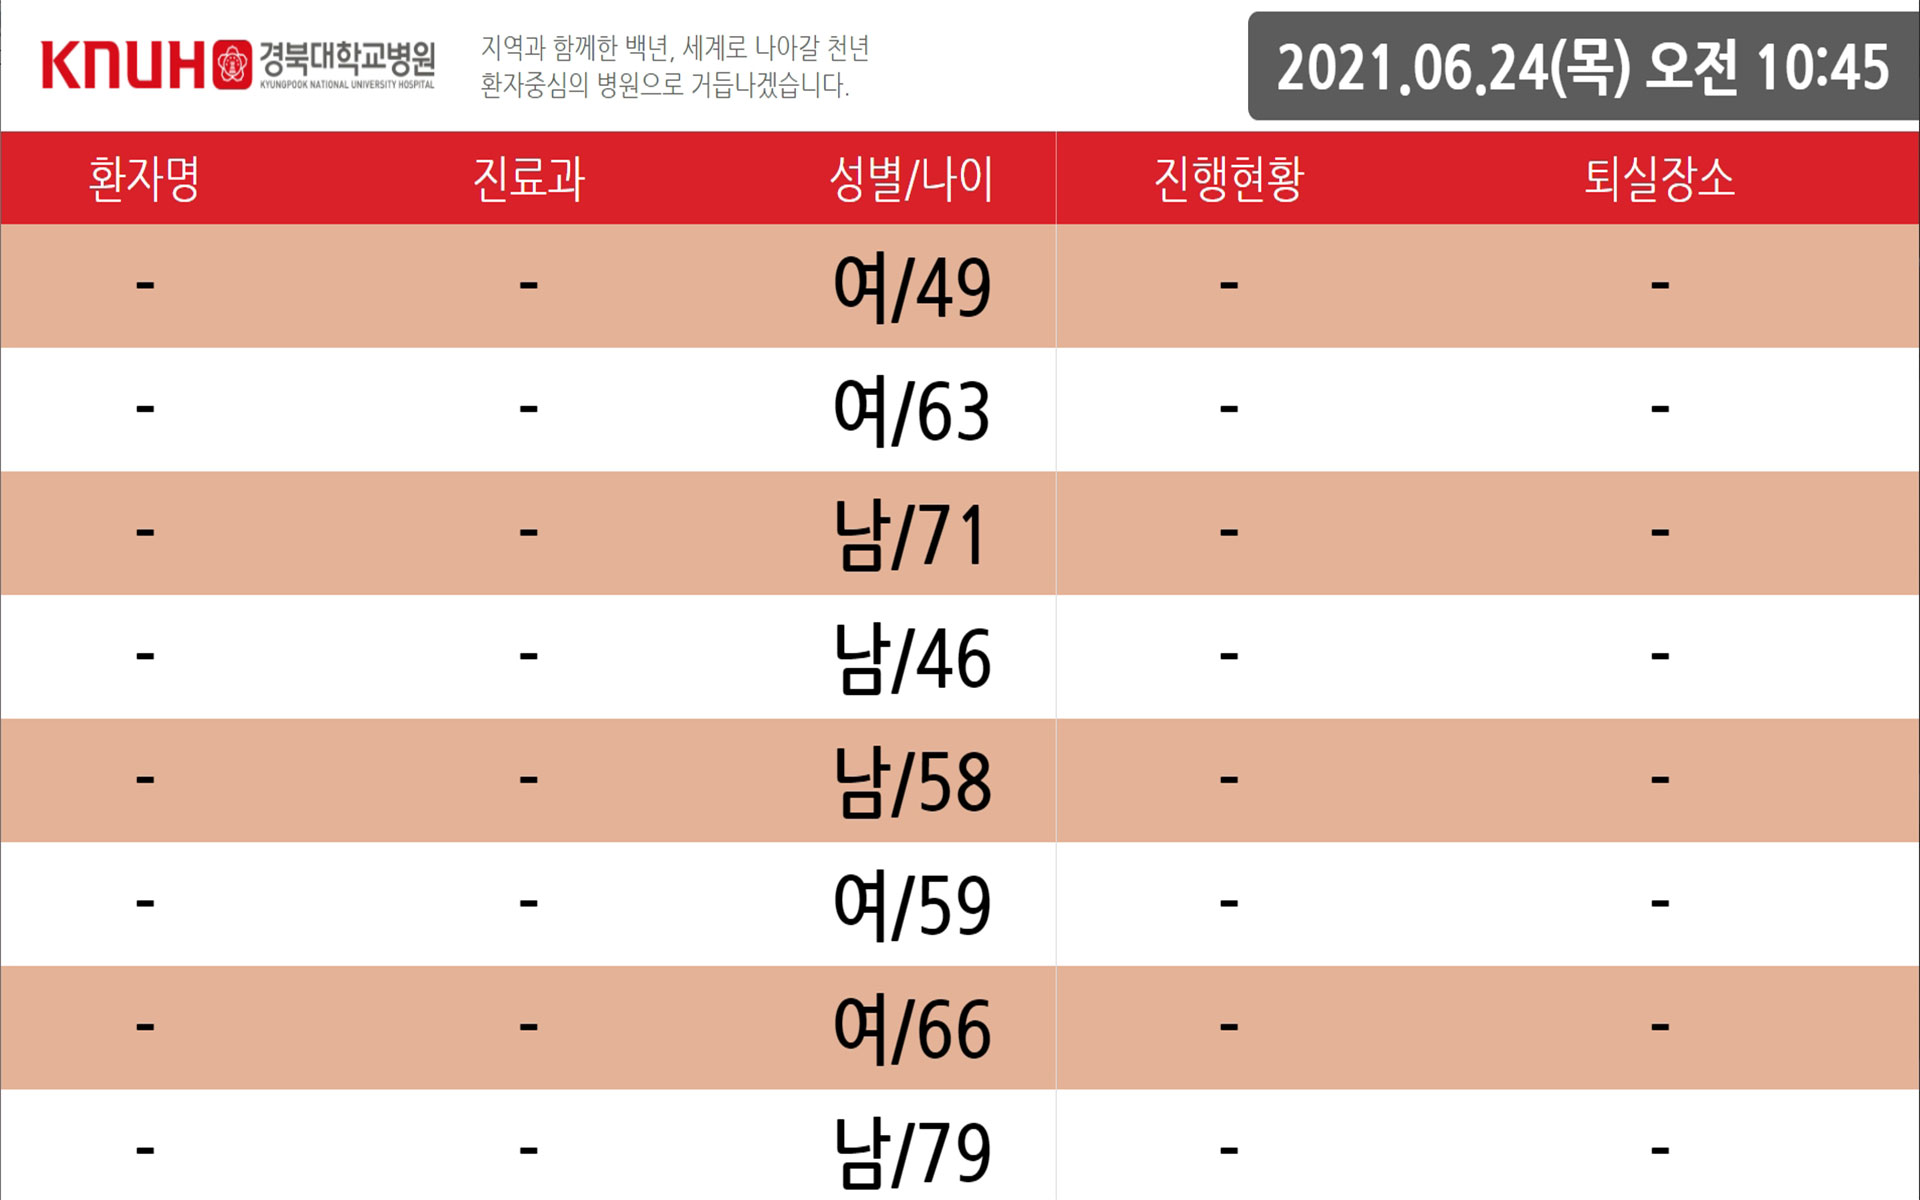 KNUH 경북대학교병원
KYUNGPOOK NATIONAL UNIVERSITY HOSPITAL
지역과 함께한 백년, 세계로 나아갈 천년
환자중심의 병원으로 거듭나겠습니다.
2021.06.24(목) 오전 10:45
환자명 진료과 성별/나이 진행현황 퇴실장소
- - 여/49 - -
- - 여/63 - -
- - 남/71 - -
- - 남/46 - -
- - 남/58 - -
- - 여/59 - -
- - 여/66 - -
- - 남/79 - -